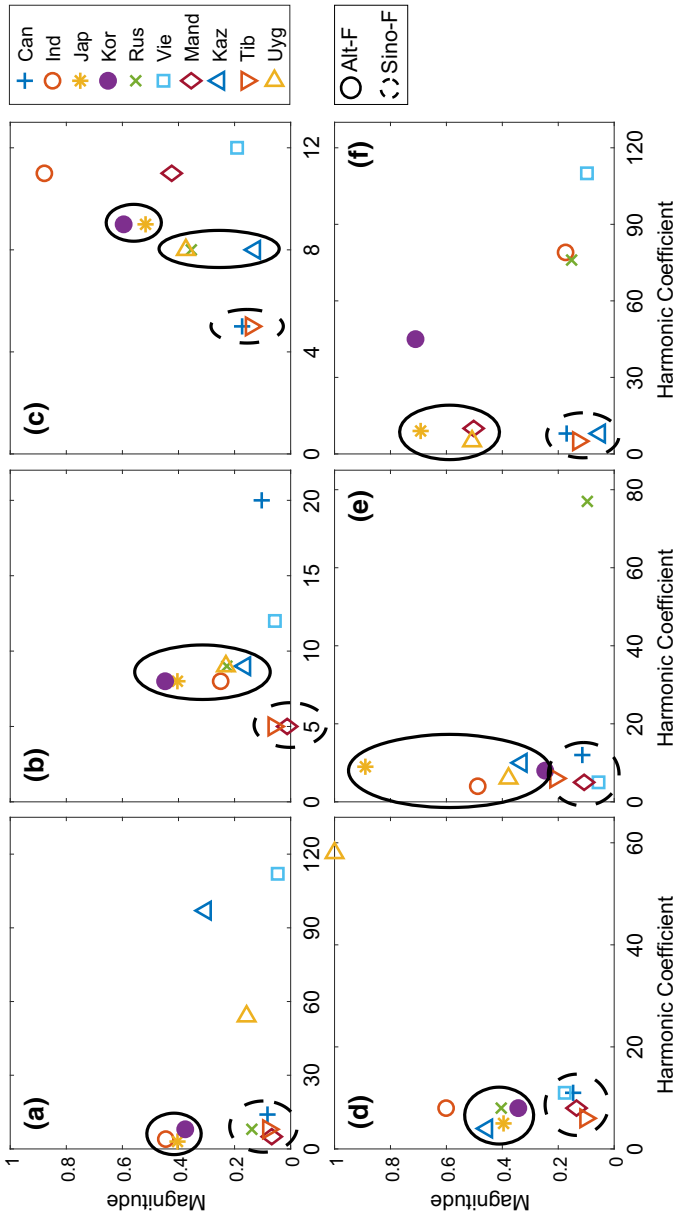 (a)
1
0.8
0.6
0.4
0.2
0
Magnitude
0 30 60 90 120
(b)
0 5 10 15 20
(c)
0 4 8 12
Can
Ind
Jap
Kor
Rus
Vie
Mand
Kaz
Tib
Uyg
(d)
1
0.8
0.6
0.4
0.2
0
Magnitude
0 20 40 60
Harmonic Coefficient
(e)
0 20 40 60 80
Harmonic Coefficient
(f)
0 30 60 90 120
Harmonic Coefficient
Alt-F
Sino-F